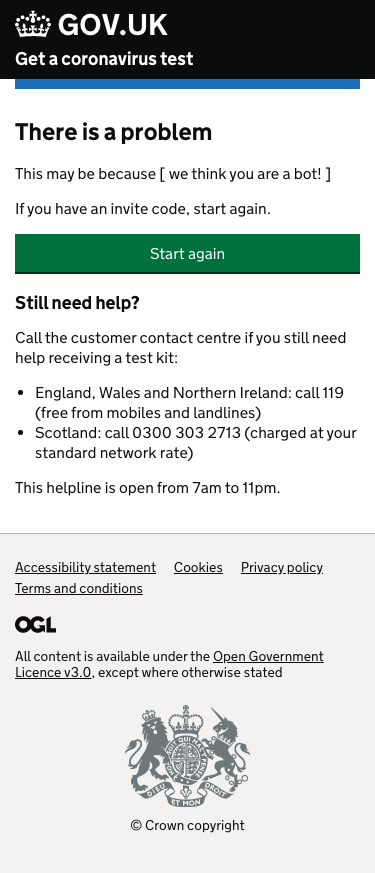 GOV.UK
Get a coronavirus test
There is a problem
This may be because [ we think you are a bot! ]
If you have an invite code, start again.
Start again
Still need help?
Call the customer contact centre if you still need
help receiving a test kit:
• England, Wales and Northern Ireland: call 119
(free from mobiles and landlines)
• Scotland: call 0300 303 2713 (charged at your
standard network rate)
This helpline is open from 7am to 11pm.
Accessibility statement Cookies Privacy policy
Terms and conditions
OGL
All content is available under the Open Government
Licence v3.0, except where otherwise stated
DIEU ET MON DROIT
© Crown copyright